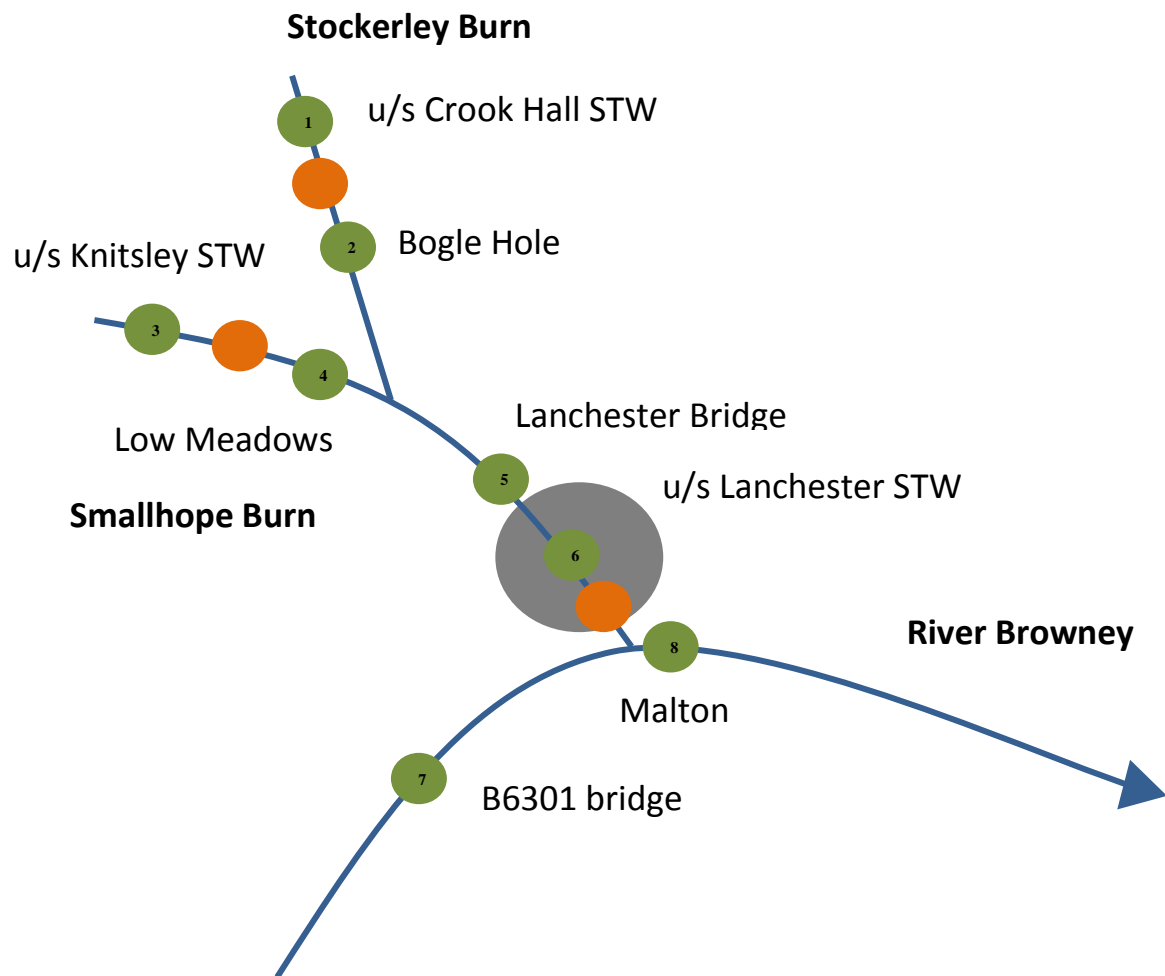 Stockerley Burn
u/s Crook Hall STW
1
2
Bogle Hole
u/s Knitsley STW
3
4
Low Meadows
Lanchester Bridge
5
u/s Lanchester STW
Smallhope Burn
6
River Browney
8
Malton
7
B6301 bridge